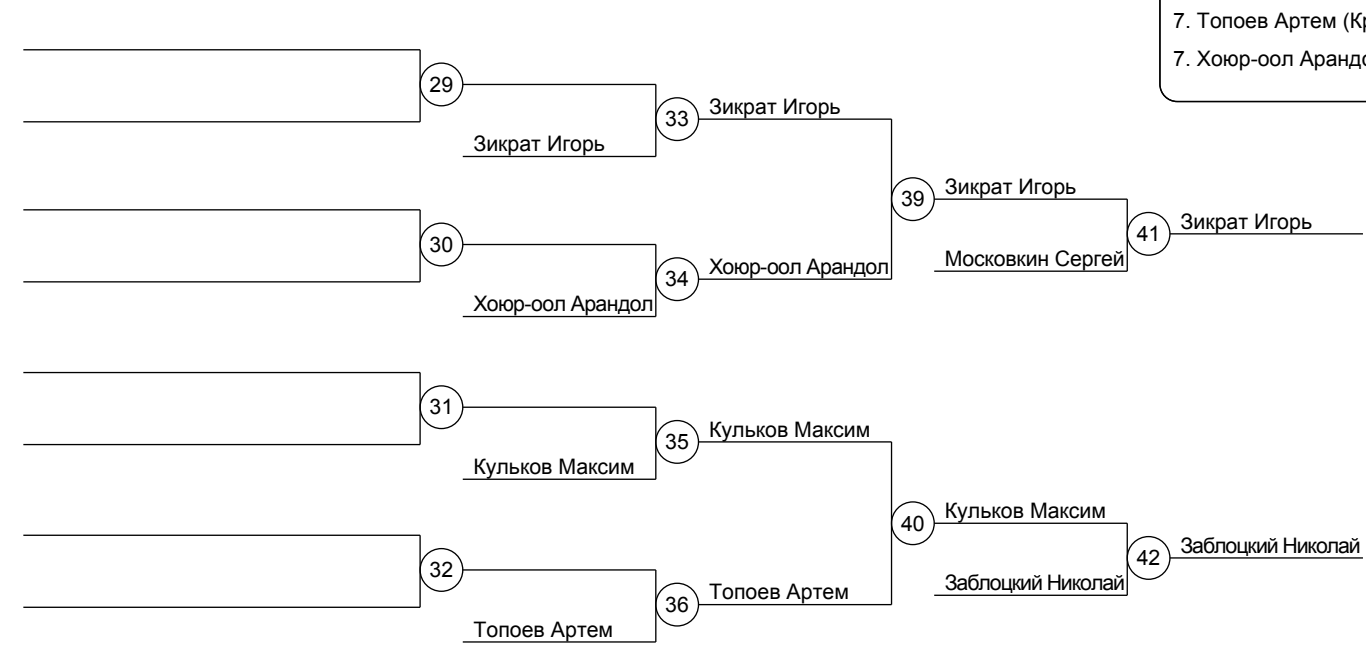 7. Топоев Артем (Кр
7. Хоюр-оол Арандо
29
Зикрат Игорь
33
Зикрат Игорь
39
Зикрат Игорь
30
Хоюр-оол Арандол
34
Хоюр-оол Арандол
Московкин Сергей
41
Зикрат Игорь
31
Кульков Максим
35
Кульков Максим
40
Кульков Максим
32
Топоев Артем
36
Топоев Артем
Заблоцкий Николай
42
Заблоцкий Николай